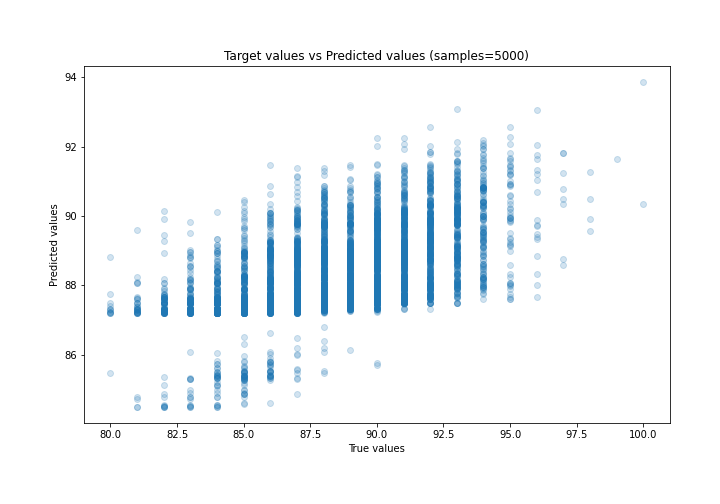 Target values vs Predicted values (samples=5000)
94
92
90
88
86
Predicted values
80.0 82.5 85.0 87.5 90.0 92.5 95.0 97.5 100.0
True values